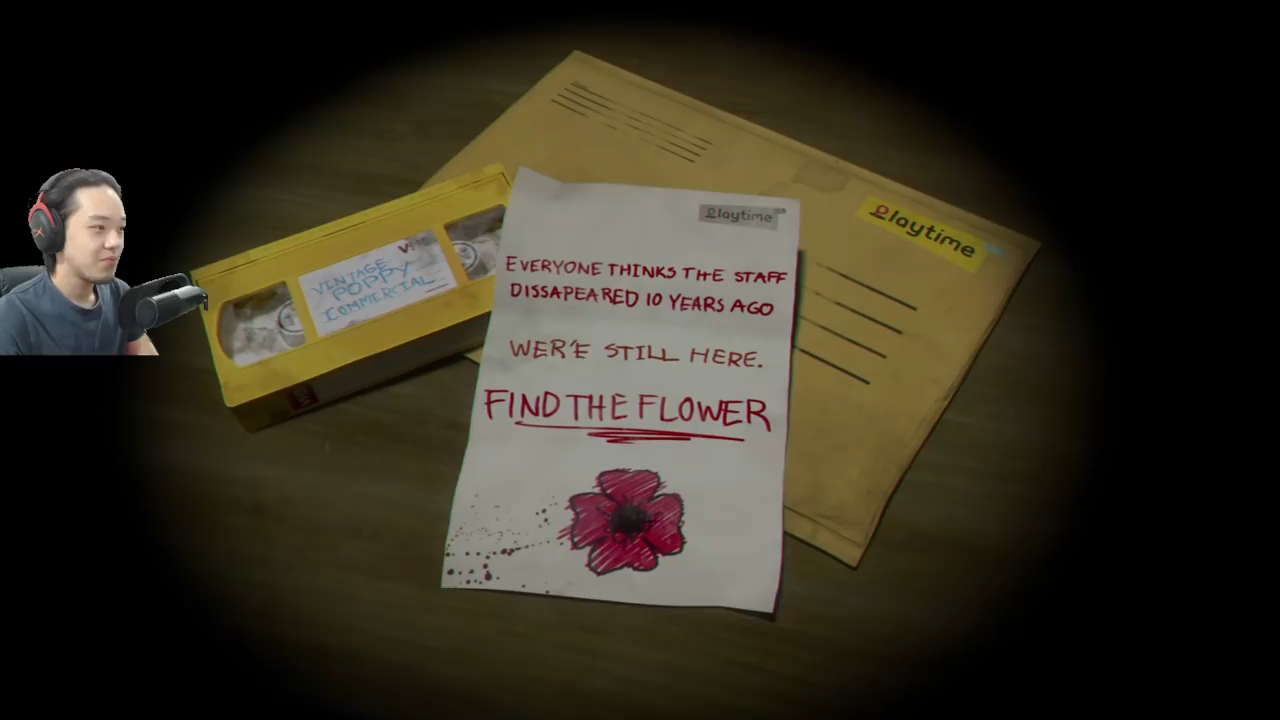 Playtime
EVERYONE THINKS THE STAFF
DISSAPEARED 10 YEARS AGO
WER'E STILL HERE.
FIND THE FLOWER
VINTAGE
POPPY
COMMERCIAL
Playtime